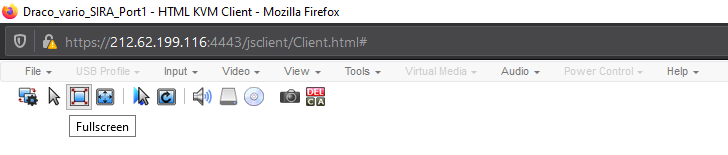 Draco_vario_SIRA_Port1 - HTML KVM Client - Mozilla Firefox
https://212.62.199.116:4443/jsclient/Client.html#
File USB Profile Input Video View Tools Virtual Media Audio Power Control Help
DEL
C A
Fullscreen